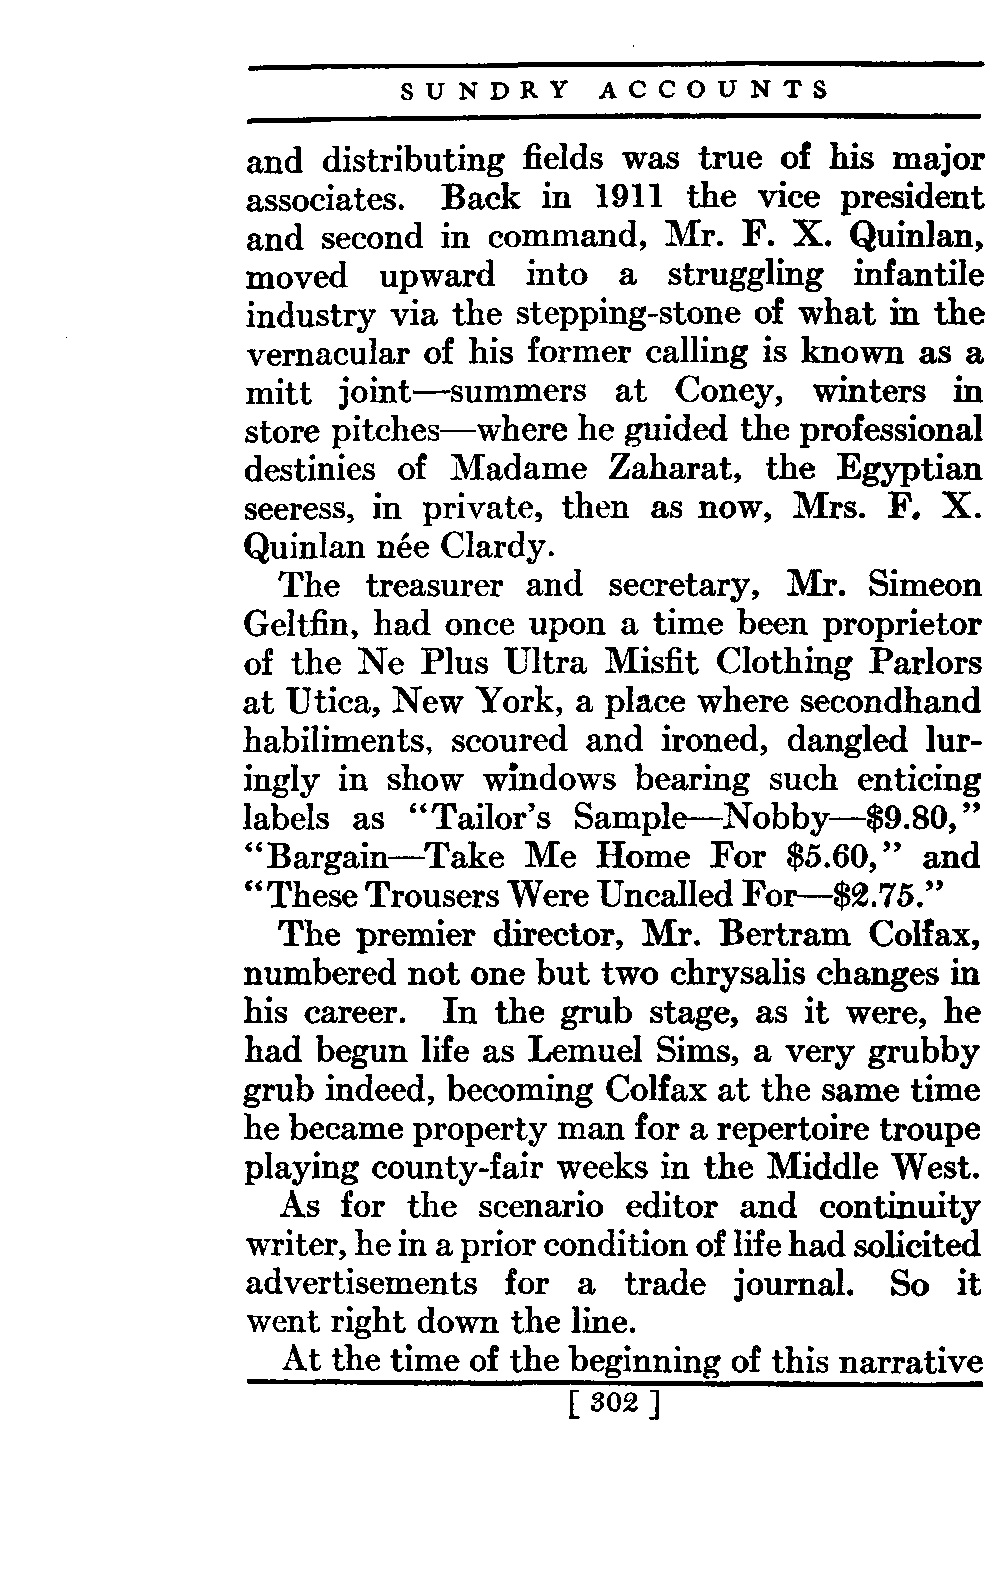 SUNDRY ACCOUNTS
and distributing fields was true of his major
associates. Back in 1911 the vice president
and second in command, Mr. F. X. Quinlan,
moved upward into a struggling infantile
industry via the stepping-stone of what in the
vernacular of his former calling is known as a
mitt joint—summers at Coney, winters in
store pitches—where he guided the professional
destinies of Madame Zaharat, the Egyptian
seeress, in private, then as now, Mrs. F. X.
Quinlan née Clardy.
The treasurer and secretary, Mr. Simeon
Geltfin, had once upon a time been proprietor
of the Ne Plus Ultra Misfit Clothing Parlors
at Utica, New York, a place where secondhand
habiliments, scoured and ironed, dangled lur-
ingly in show windows bearing such enticing
labels as “Tailor’s Sample—Nobby—$9.80,”
“Bargain—Take Me Home For $5.60,” and
“These Trousers Were Uncalled For—$2.75.”
The premier director, Mr. Bertram Colfax,
numbered not one but two chrysalis changes in
his career. In the grub stage, as it were, he
had begun life as Lemuel Sims, a very grubby
grub indeed, becoming Colfax at the same time
he became property man for a repertoire troupe
playing county-fair weeks in the Middle West.
As for the scenario editor and continuity
writer, he in a prior condition of life had solicited
advertisements for a trade journal. So it
went right down the line.
At the time of the beginning of this narrative
[ 302 ]